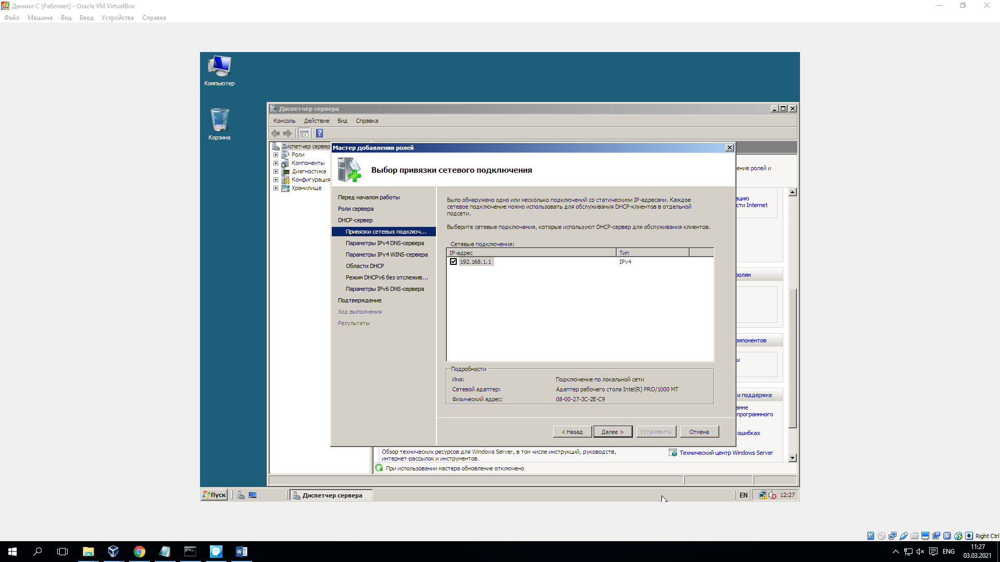 Даниил С [Работает] - Oracle VM VirtualBox
Файл Машина Вид Ввод Устройства Справка
Компьютер
Корзина
Диспетчер сервера
Консоль Действие Вид Справка
Диспетчер сервер
Роли
Компоненты
Диагностика
Конфигурация
Хранилище
Мастер добавления ролей
Выбор привязки сетевого подключения
Перед началом работы
Роли сервера
DHCP-сервер
Привязки сетевых подключ...
Параметры IPv4 DNS-сервера
Параметры IPv4 WINS-сервера
Области DHCP
Режим DHCPv6 без отслежив...
Параметры IPv6 DNS-сервера
Подтверждение
Ход выполнения
Результаты
Было обнаружено одно или несколько подключений со статическими IP-адресами. Каждое
сетевое подключение можно использовать для обслуживания DHCP-клиентов в отдельной
подсети.
Выберите сетевые подключения, которые используют DHCP-сервер для обслуживания клиентов.
Сетевые подключения:
IP-адрес Тип
192.168.1.1 IPv4
Подробности
Имя: Подключение по локальной сети
Сетевой адаптер: Адаптер рабочего стола Intel(R) PRO/1000 MT
Физический адрес: 08-00-27-3C-2E-C9
< Назад Далее > Установить Отмена
ение ролей и
ацию
сти Internet
ролям
омпонентов
ы
и поддержке
амме
программного
ошибках
Обзор технических ресурсов для Windows Server, в том числе инструкций, руководств,
интернет-рассылок и инструментов.
Технический центр Windows Server
При использовании мастера обновление отключено
Пуск
Диспетчер сервера
EN
12:27
Right Ctrl
ENG
11:27
03.03.2021